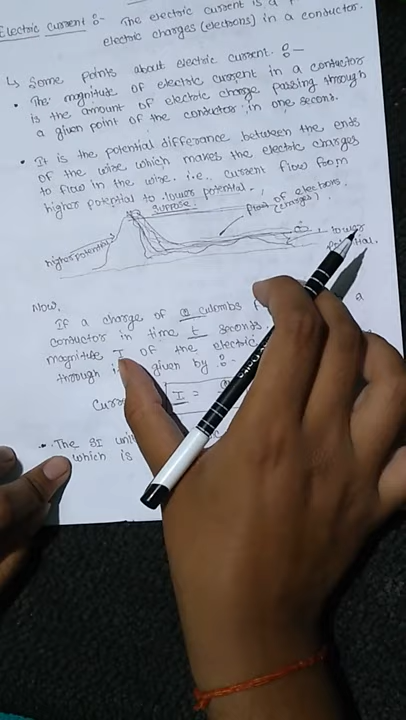 Electric current :- The electric current is a
electric charges (electrons) in a conductor.
↳ Some points about electric current. :-
• The magnitude of electric current in a conductor
is the amount of electric charge passing through
a given point of the conductor in one second.
• It is the potential difference between the ends
of the wire which makes the electric charges
to flow in the wire. i.e. current flow from
higher potential to lower potential.
suppose
flow of electrons
(charges).
higher potential
lower
potential.
Now,
If a charge of Q culombs a
conductor in time t seconds.
magnitude I of the electric
through given by :-
I =
• The SI
which is